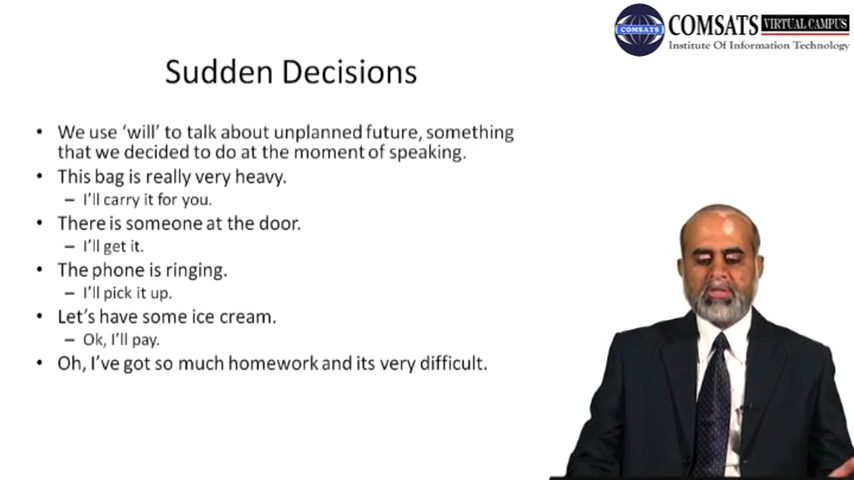 COMSATS VIRTUAL CAMPUS
COMSATS Institute Of Information Technology
Sudden Decisions
• We use ‘will’ to talk about unplanned future, something
that we decided to do at the moment of speaking.
• This bag is really very heavy.
– I’ll carry it for you.
• There is someone at the door.
– I’ll get it.
• The phone is ringing.
– I’ll pick it up.
• Let’s have some ice cream.
– Ok, I’ll pay.
• Oh, I’ve got so much homework and its very difficult.